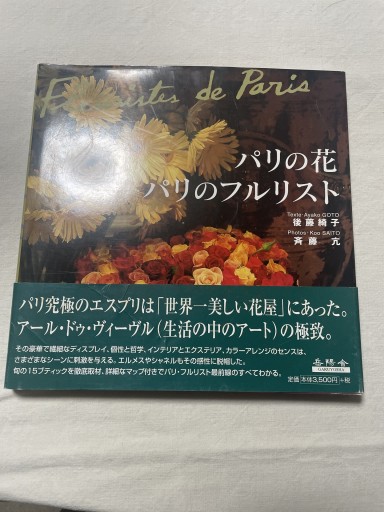 Fleuristes de Paris
パリの花
パリのフルリスト
Texte・Ayako GOTO
後藤綺子
Photos・Koo SAITO
斉藤 亢
パリ究極のエスプリは「世界一美しい花屋」にあった。
アール・ドゥ・ヴィーヴル(生活の中のアート)の極致。
その豪華で繊細なディスプレイ、個性と哲学、インテリアとエクステリア、カラーアレンジのセンスは、
さまざまなシーンに刺激を与える。エルメスやシャネルもその感性に脱帽した。
旬の15ブティックを徹底取材、詳細なマップ付きでパリ・フルリスト最前線のすべてわかる。
岳陽舎
GAKUYOSHA
定価 本体3,500円 +税